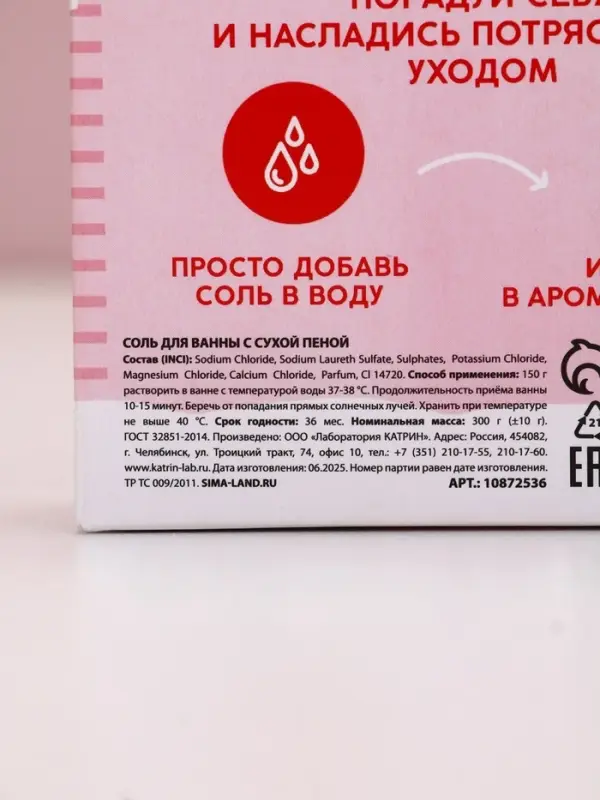 И НАСЛАДИСЬ
УХОДОМ
ПРОСТО ДОБАВЬ
СОЛЬ В ВОДУ
И
В АРОМ
СОЛЬ ДЛЯ ВАННЫ С СУХОЙ ПЕНОЙ
Состав (INCI): Sodium Chloride, Sodium Laureth Sulfate, Sulphates, Potassium Chloride,
Magnesium Chloride, Calcium Chloride, Parfum, Cl 14720. Способ применения: 150 г
растворить в ванне с температурой воды 37-38 °С. Продолжительность приёма ванны
10-15 минут. Беречь от попадания прямых солнечных лучей. Хранить при температуре
не выше 40 °С. Срок годности: 36 мес. Номинальная масса: 300 г (±10 г).
ГОСТ 32851-2014. Произведено: ООО «Лаборатория КАТРИН». Адрес: Россия, 454082,
г. Челябинск, ул. Троицкий тракт, 74, офис 10, тел.: +7 (351) 210-17-55, 210-17-60.
www.katrin-lab.ru. Дата изготовления: 06.2025. Номер партии равен дате изготовления.
ТР ТС 009/2011. SIMA-LAND.RU АРТ.: 10872536
21